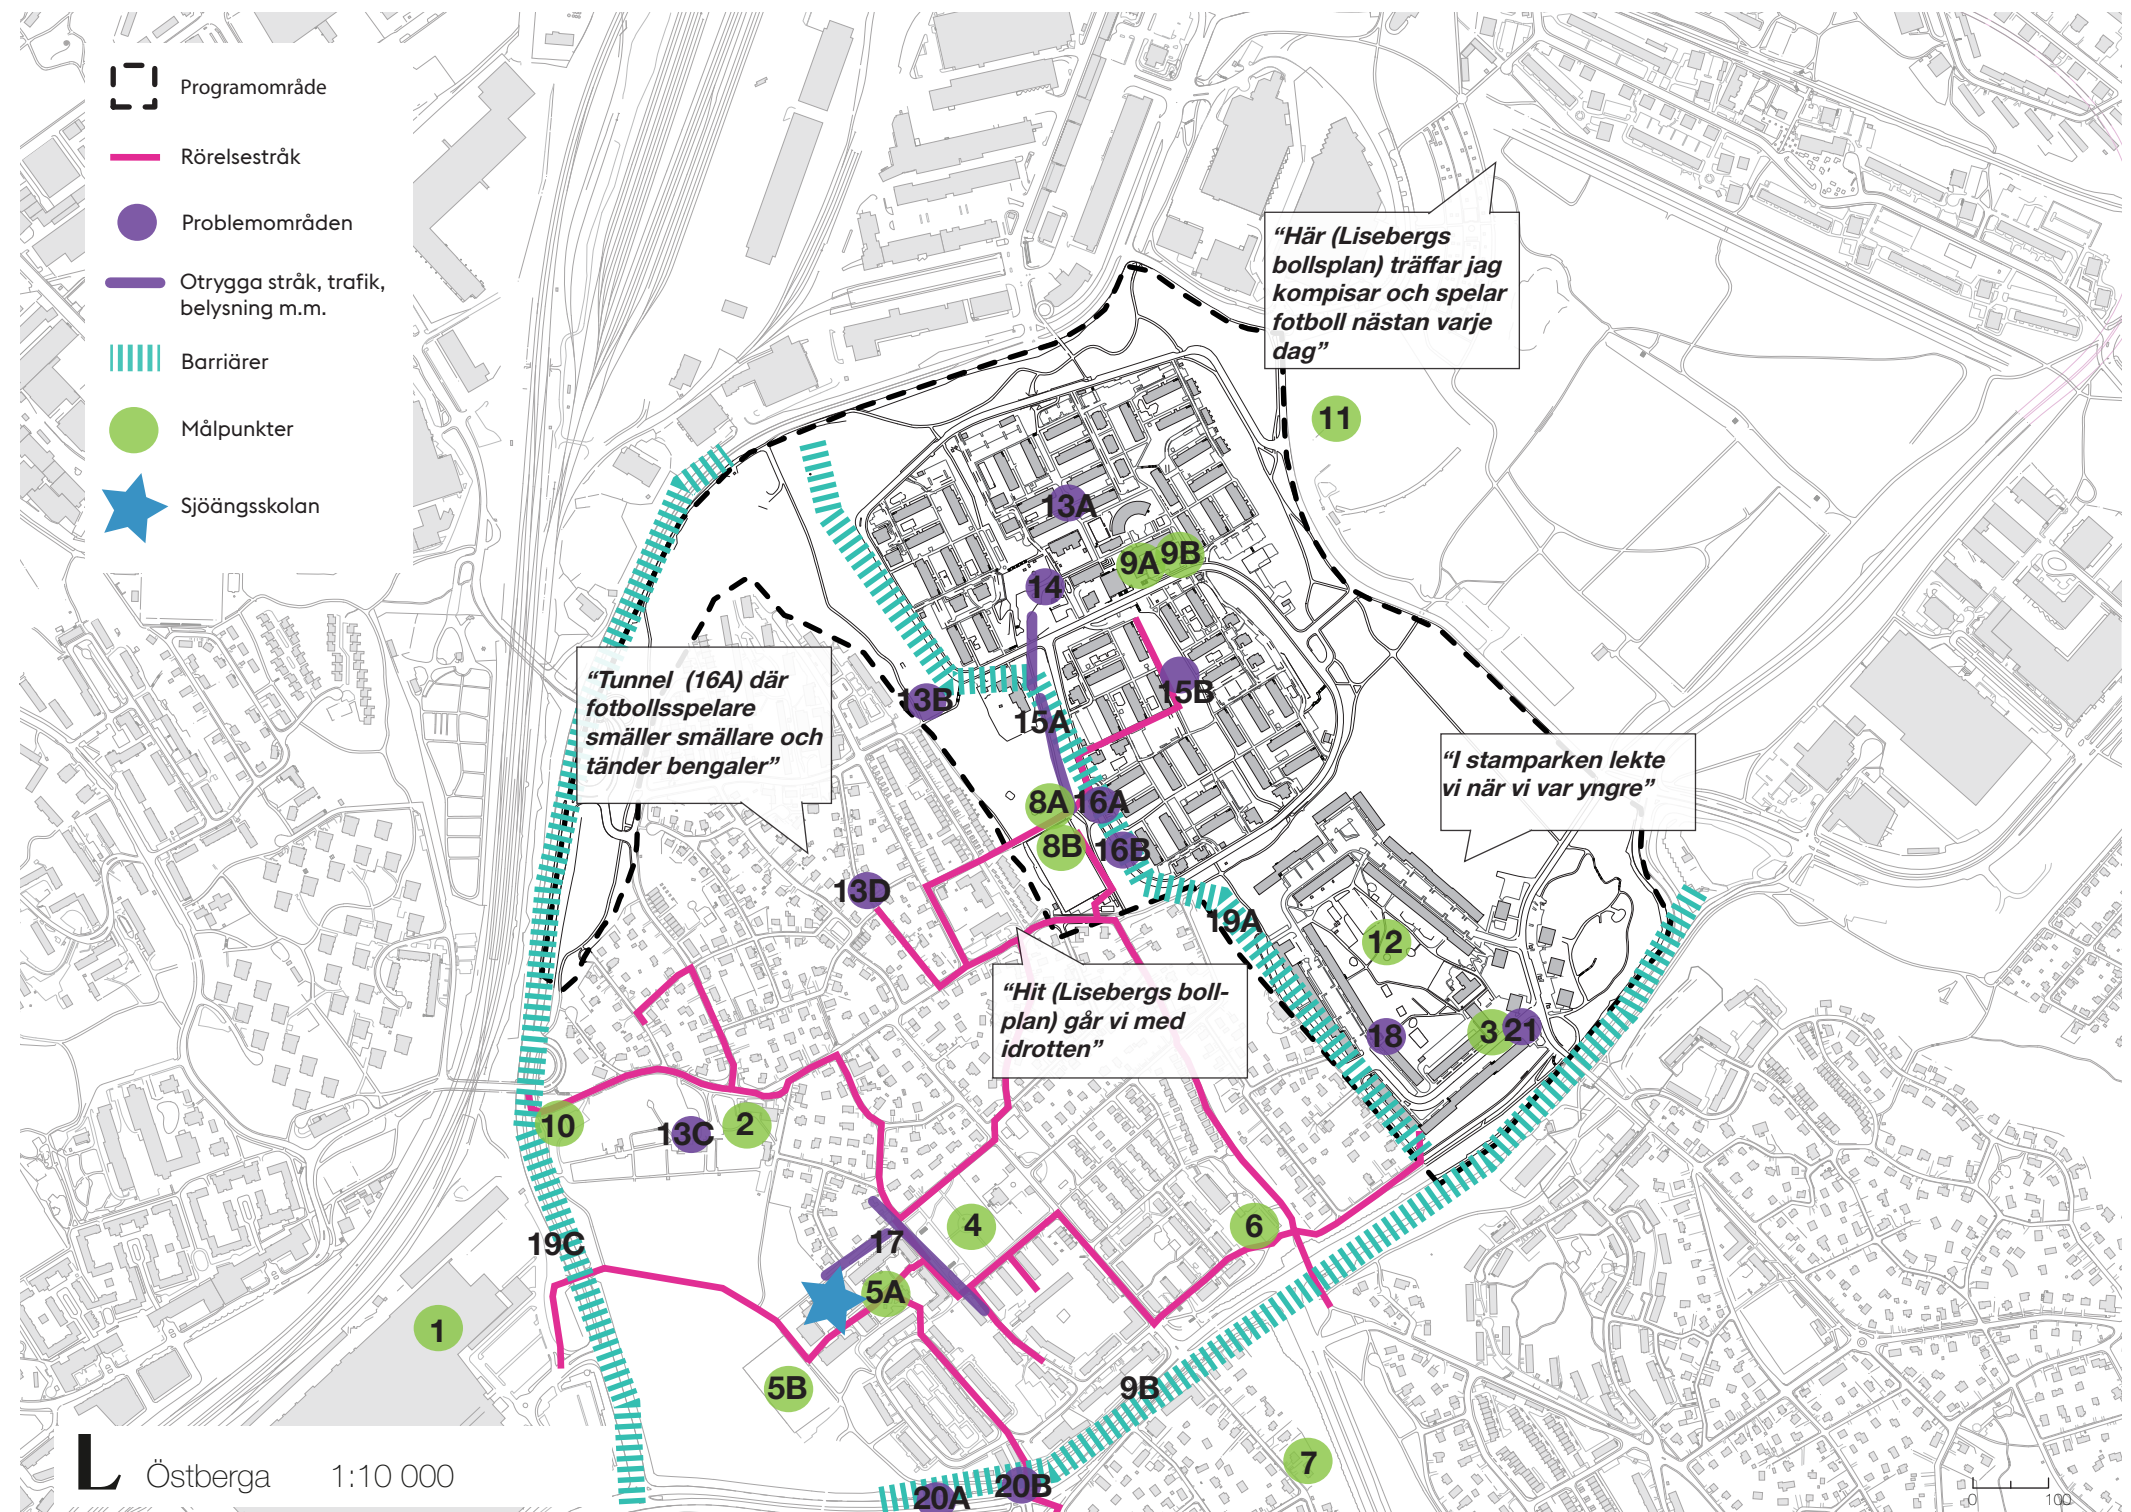 Programområde
Rörelsestråk
Problemområden
Otrygga stråk, trafik,
belysning m.m.
Barriärer
Målpunkter
Sjöängsskolan
“Här (Lisebergs
bollsplan) träffar jag
kompisar och spelar
fotboll nästan varje
dag”
11
13A
9A
9B
14
“Tunnel (16A) där
fotbollsspelare
smäller smällare och
tänder bengaler”
13B
15A
15B
“I stamparken lekte
vi när vi var yngre”
8A
16A
8B
16B
13D
19A
12
“Hit (Lisebergs boll-
plan) går vi med
idrotten”
18
3
21
10
13C
2
19C
17
4
6
5A
1
5B
9B
7
20A
20B
L
Östberga 1:10 000
0